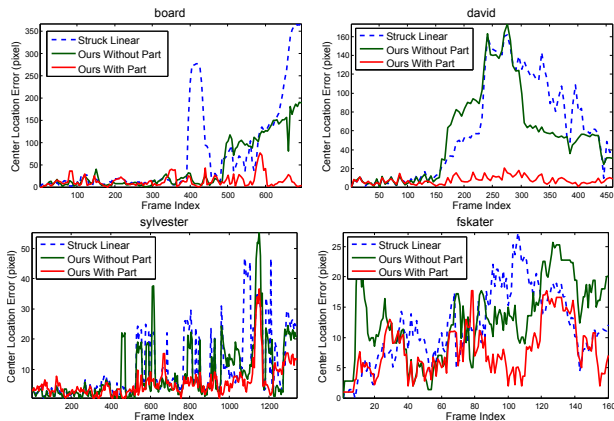 board
Center Location Error (pixel)
350
300
250
200
150
100
50
0
Struck Linear
Ours Without Part
Ours With Part
100 200 300 400 500 600
Frame Index
david
Center Location Error (pixel)
160
140
120
100
80
60
40
20
0
Struck Linear
Ours Without Part
Ours With Part
50 100 150 200 250 300 350 400 450
Frame Index
sylvester
Center Location Error (pixel)
50
40
30
20
10
Struck Linear
Ours Without Part
Ours With Part
200 400 600 800 1000 1200
Frame Index
fskater
Center Location Error (pixel)
25
20
15
10
5
0
Struck Linear
Ours Without Part
Ours With Part
20 40 60 80 100 120 140 160
Frame Index